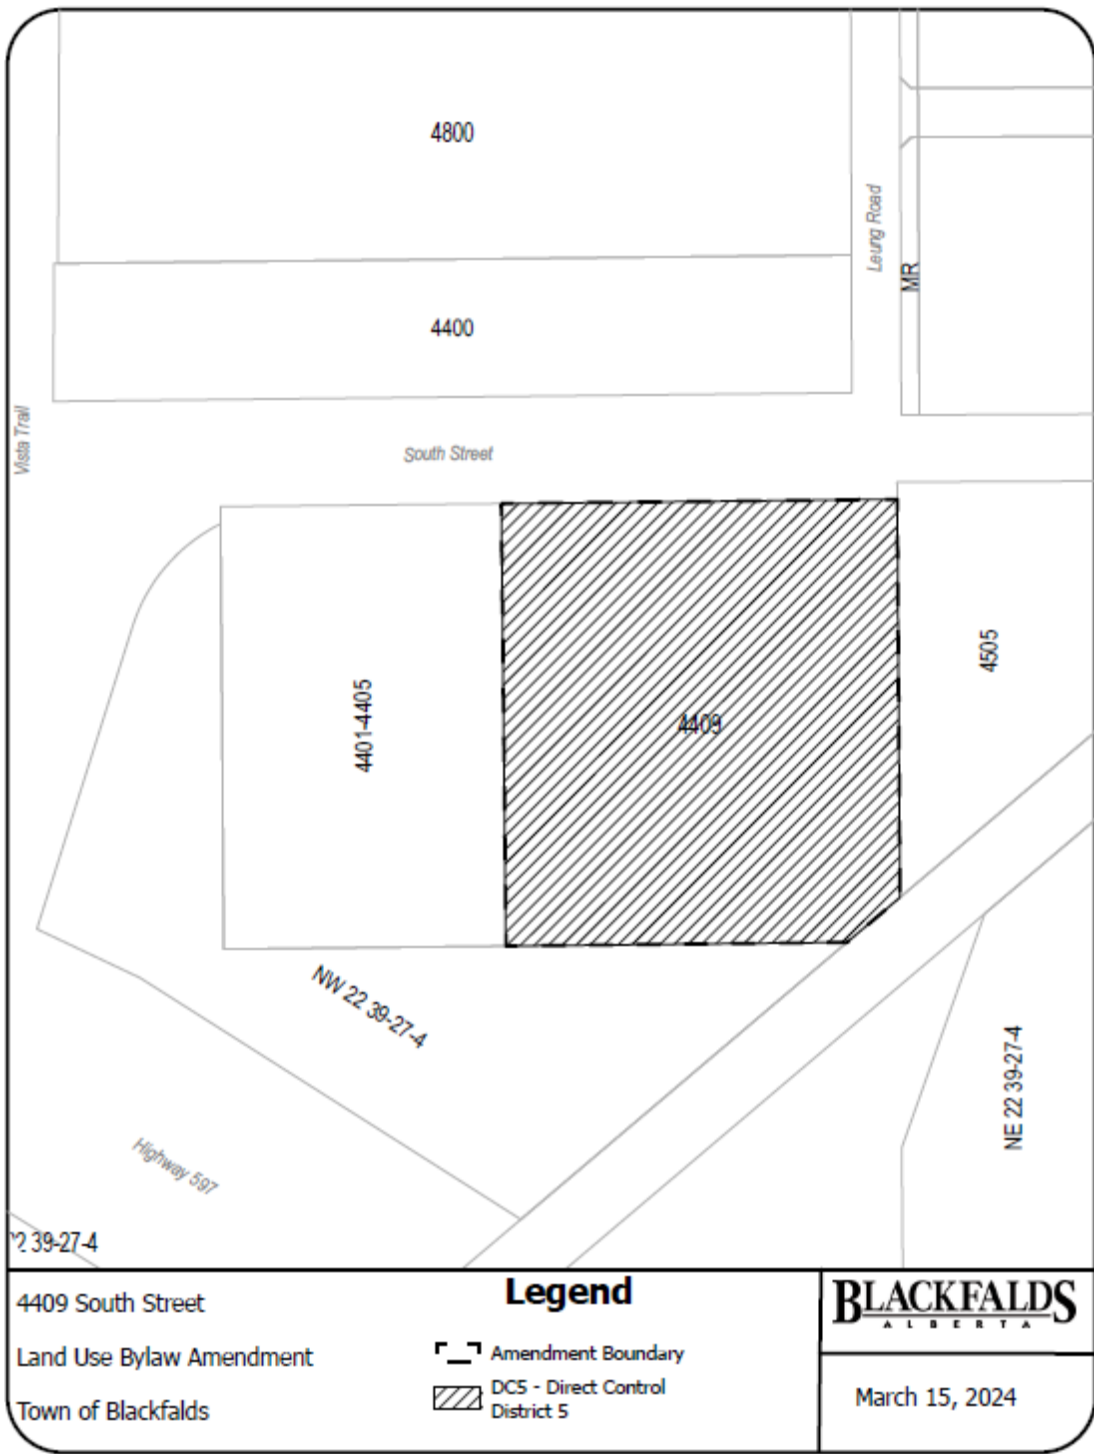 4800
Leung Road
MR
4400
Vista Trail
South Street
4505
4401-4405
4409
NW 22 39-27-4
NE 22 39-27-4
Highway 597
39-27-4
4409 South Street
Land Use Bylaw Amendment
Town of Blackfalds
Legend
Amendment Boundary
DC5 - Direct Control
District 5
BLACKFALDS
ALBERTA
March 15, 2024